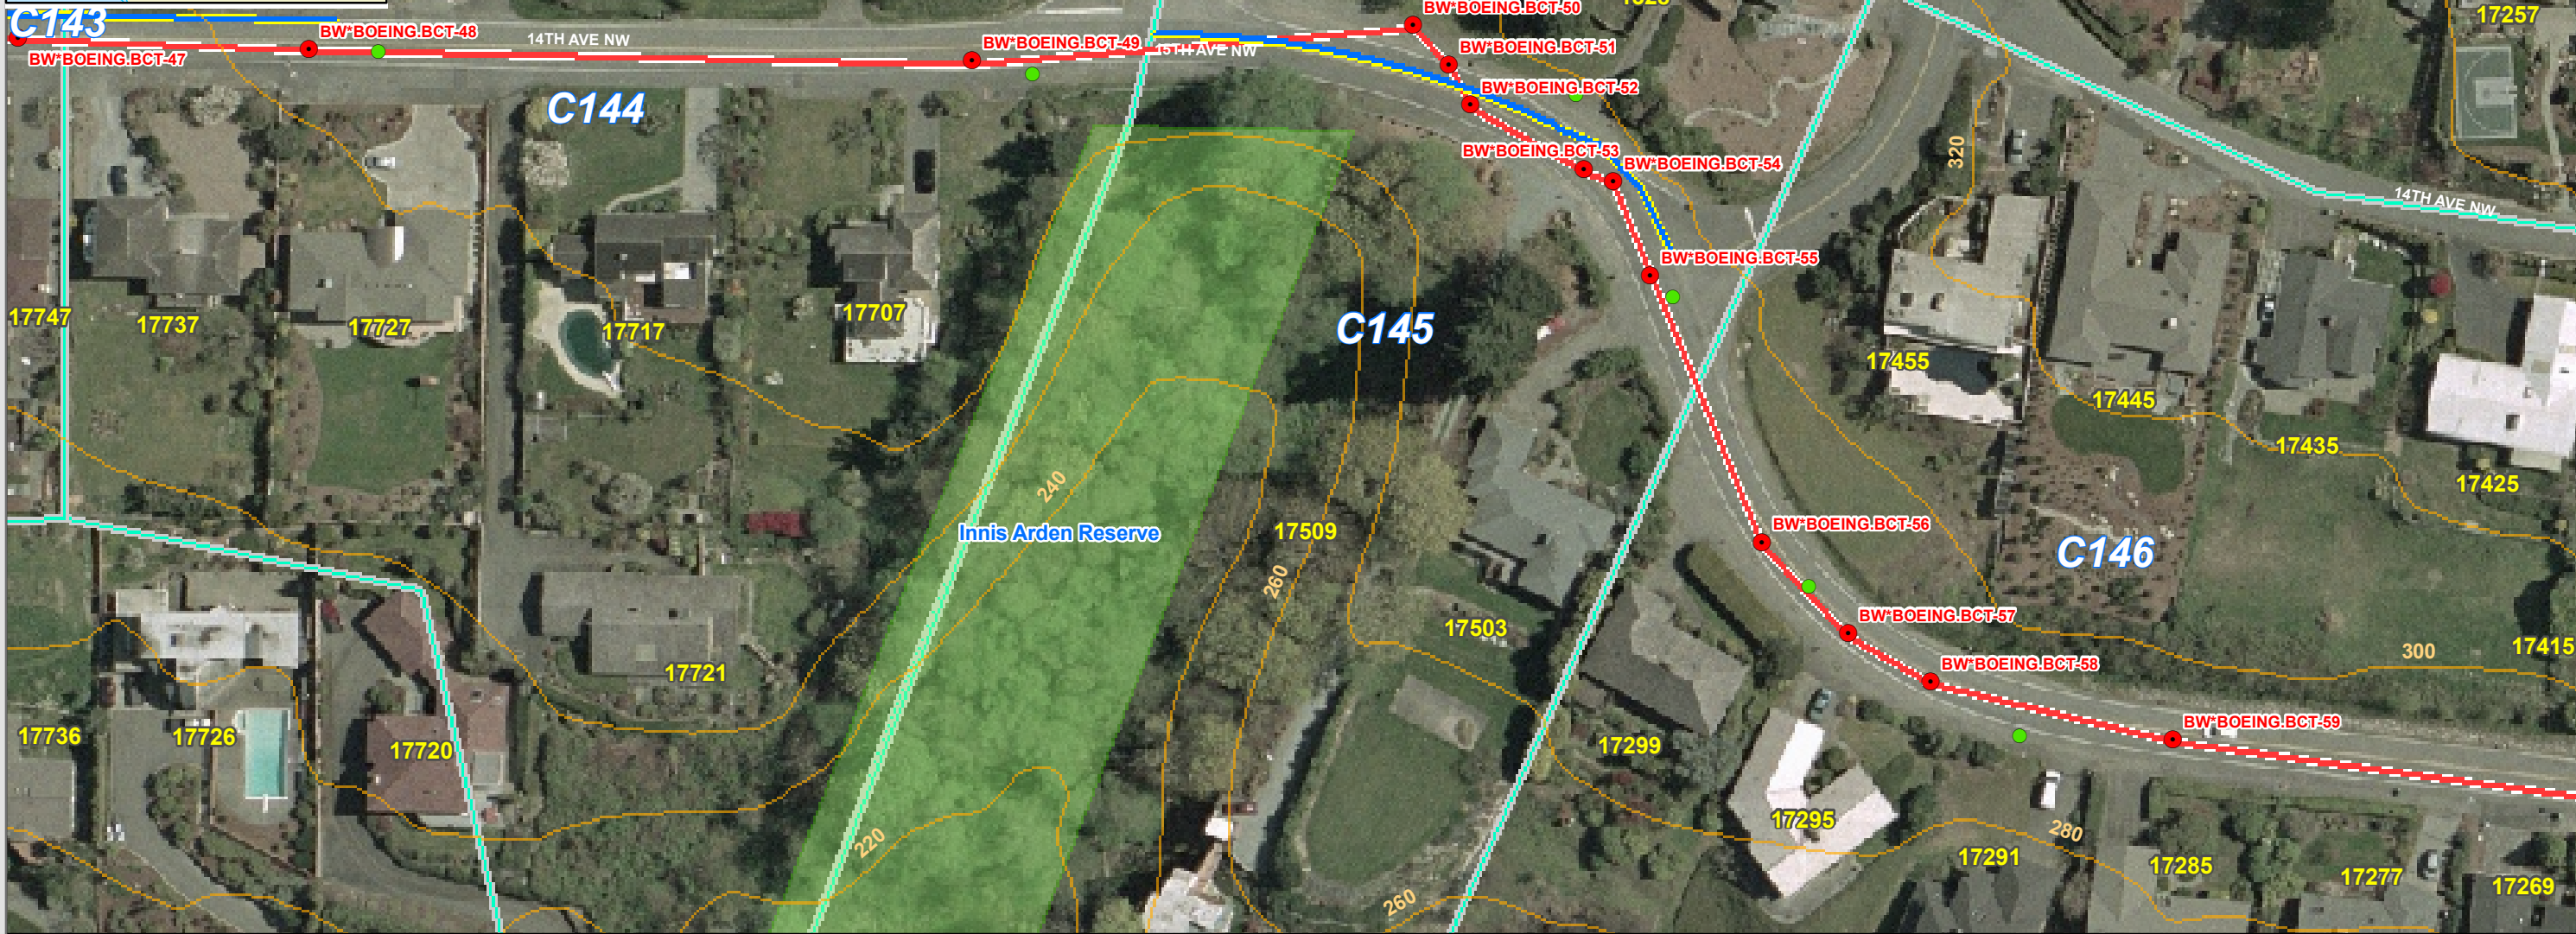 BW*BOEING.BCT-50
17257
C143
BW*BOEING.BCT-48
14TH AVE NW
BW*BOEING.BCT-49
15TH AVE NW
BW*BOEING.BCT-51
BW*BOEING.BCT-47
BW*BOEING.BCT-52
C144
BW*BOEING.BCT-53
BW*BOEING.BCT-54
320
14TH AVE NW
BW*BOEING.BCT-55
17747
17737
17727
17717
17707
C145
17455
17445
17435
17425
240
Innis Arden Reserve
17509
BW*BOEING.BCT-56
C146
260
17503
BW*BOEING.BCT-57
17415
300
17721
BW*BOEING.BCT-58
17736
17726
17720
17299
BW*BOEING.BCT-59
17295
280
220
17291
17285
17277
17269
260